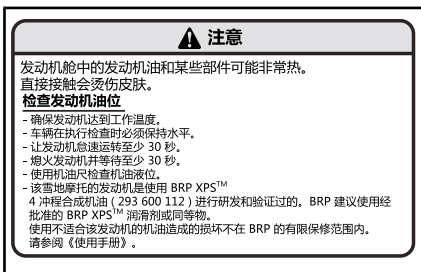 注意
发动机舱中的发动机油和某些部件可能非常热。
直接接触会烫伤皮肤。
检查发动机油位
- 确保发动机达到工作温度。
- 车辆在执行检查时必须保持水平。
- 让发动机怠速运转至少 30 秒。
- 熄火发动机并等待至少 30 秒。
- 使用机油尺检查机油液位。
- 该雪地摩托的发动机是使用 BRP XPS™
4 冲程合成机油 ( 293 600 112 ) 进行研发和验证过的。BRP 建议使用经
批准的 BRP XPS™ 润滑剂或同等物。
使用不适合该发动机的机油造成的损坏不在 BRP 的有限保修范围内。
请参阅《使用手册》。